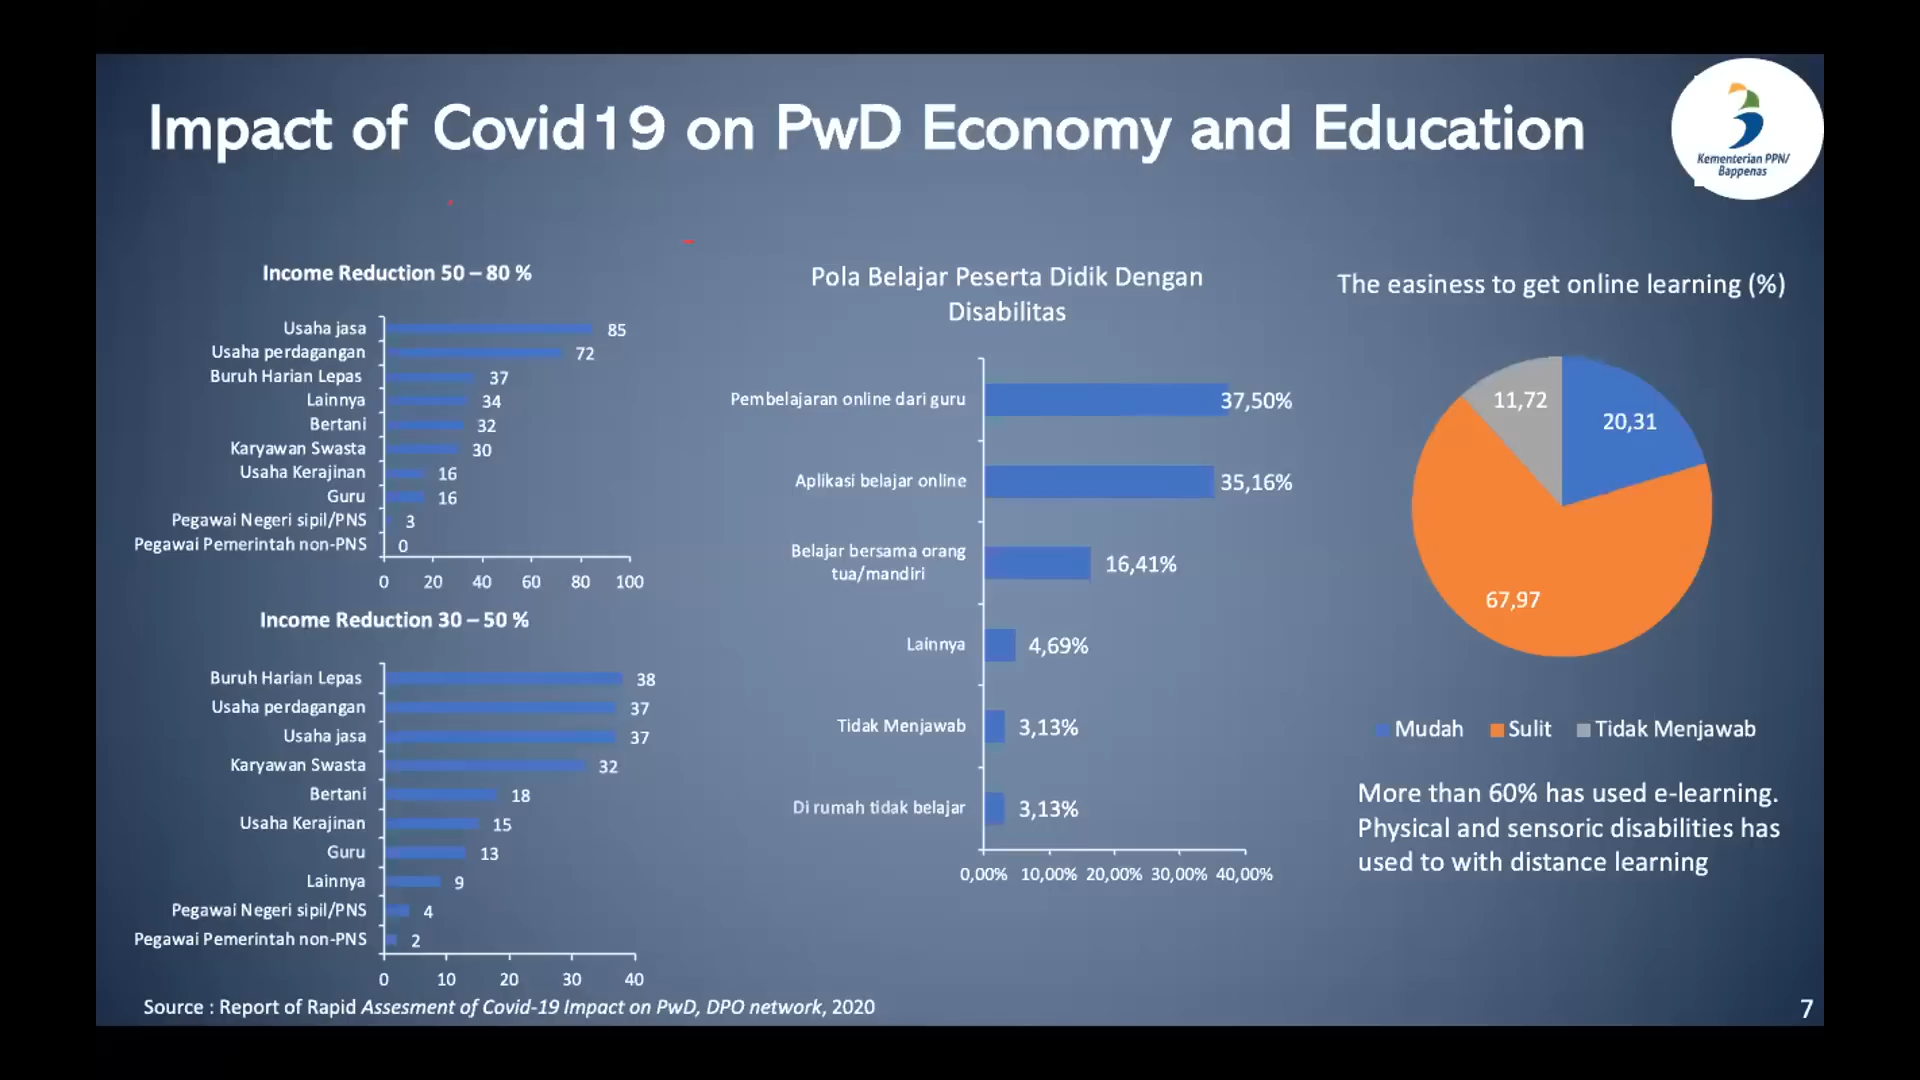 Impact of Covid19 on PwD Economy and Education
Kementerian PPN/
Bappenas
Income Reduction 50 – 80 %
Usaha jasa 85
Usaha perdagangan 72
Buruh Harian Lepas 37
Lainnya 34
Bertani 32
Karyawan Swasta 30
Usaha Kerajinan 16
Guru 16
Pegawai Negeri sipil/PNS 3
Pegawai Pemerintah non-PNS 0
0 20 40 60 80 100
Income Reduction 30 – 50 %
Buruh Harian Lepas 38
Usaha perdagangan 37
Usaha jasa 37
Karyawan Swasta 32
Bertani 18
Usaha Kerajinan 15
Guru 13
Lainnya 9
Pegawai Negeri sipil/PNS 4
Pegawai Pemerintah non-PNS 2
0 10 20 30 40
Pola Belajar Peserta Didik Dengan
Disabilitas
Pembelajaran online dari guru 37,50%
Aplikasi belajar online 35,16%
Belajar bersama orang
tua/mandiri 16,41%
Lainnya 4,69%
Tidak Menjawab 3,13%
Di rumah tidak belajar 3,13%
0,00% 10,00% 20,00% 30,00% 40,00%
The easiness to get online learning (%)
11,72
20,31
67,97
Mudah Sulit Tidak Menjawab
More than 60% has used e-learning.
Physical and sensoric disabilities has
used to with distance learning
Source : Report of Rapid Assesment of Covid-19 Impact on PwD, DPO network, 2020
7